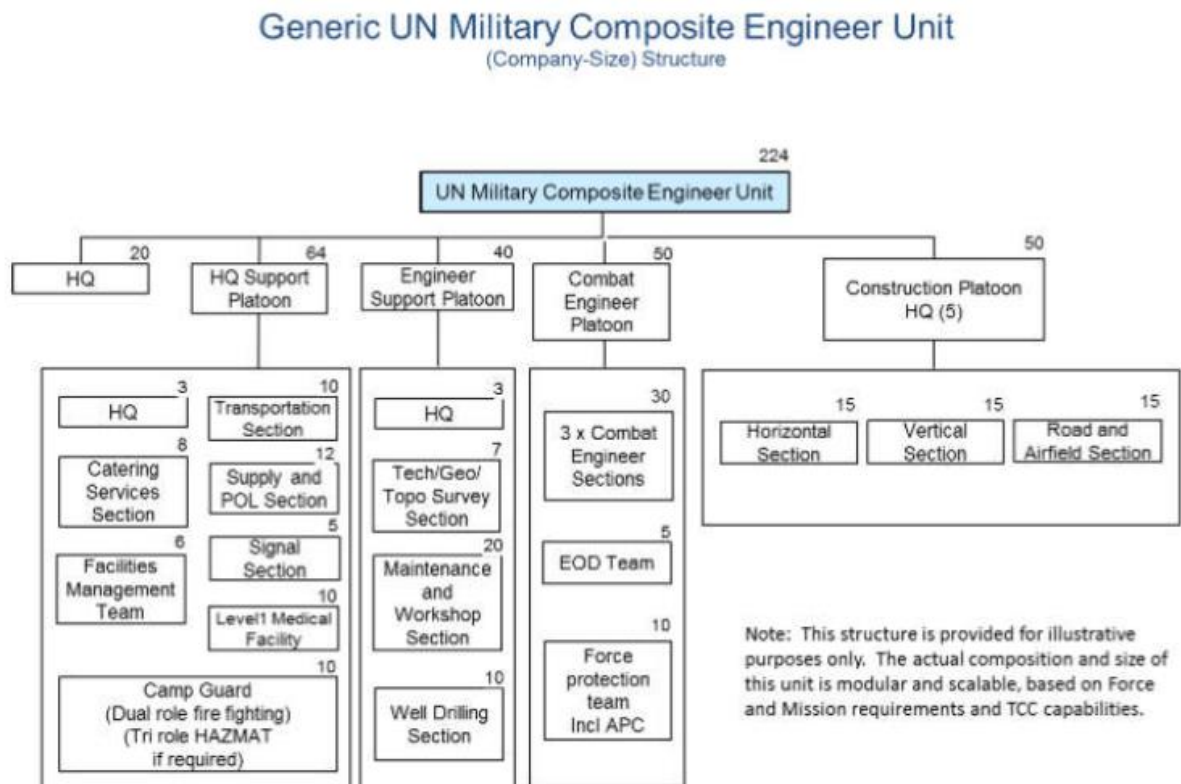 Generic UN Military Composite Engineer Unit
(Company-Size) Structure
224
UN Military Composite Engineer Unit
20
HQ
64
HQ Support
Platoon
40
Engineer
Support Platoon
50
Combat
Engineer
Platoon
50
Construction Platoon
HQ (5)
3
HQ
8
Catering
Services
Section
6
Facilities
Management
Team
10
Transportation
Section
12
Supply and
POL Section
5
Signal
Section
10
Level1 Medical
Facility
10
Camp Guard
(Dual role fire fighting)
(Tri role HAZMAT
if required)
3
HQ
7
Tech/Geo/
Topo Survey
Section
20
Maintenance
and
Workshop
Section
10
Well Drilling
Section
30
3 x Combat
Engineer
Sections
5
EOD Team
10
Force
protection
team
Incl APC
15
Horizontal
Section
15
Vertical
Section
15
Road and
Airfield Section
Note: This structure is provided for illustrative
purposes only. The actual composition and size of
this unit is modular and scalable, based on Force
and Mission requirements and TCC capabilities.